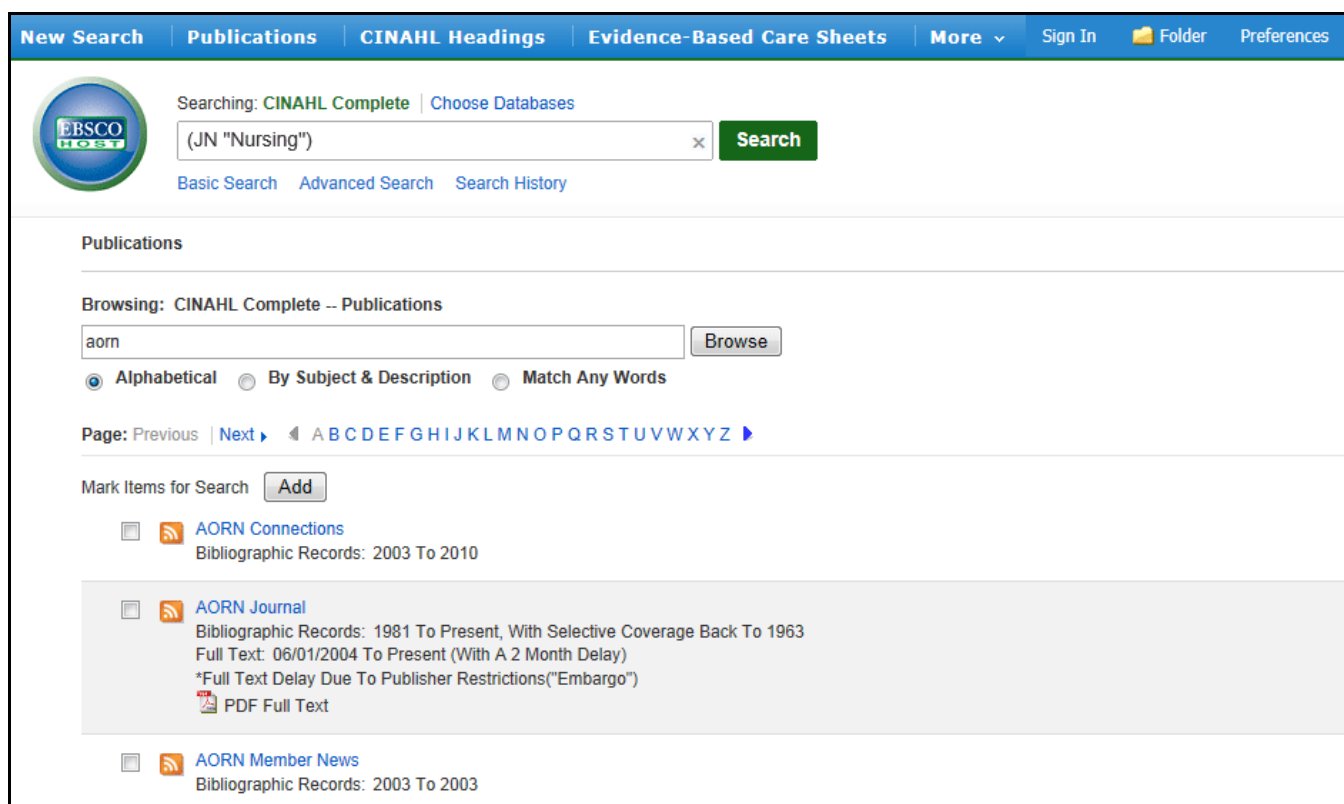 New Search Publications CINAHL Headings Evidence-Based Care Sheets More Sign In Folder Preferences
EBSCO
HOST
Searching: CINAHL Complete Choose Databases
(JN "Nursing") × Search
Basic Search Advanced Search Search History
Publications
Browsing: CINAHL Complete -- Publications
aorn Browse
Alphabetical By Subject & Description Match Any Words
Page: Previous Next A B C D E F G H I J K L M N O P Q R S T U V W X Y Z
Mark Items for Search Add
AORN Connections
Bibliographic Records: 2003 To 2010
AORN Journal
Bibliographic Records: 1981 To Present, With Selective Coverage Back To 1963
Full Text: 06/01/2004 To Present (With A 2 Month Delay)
*Full Text Delay Due To Publisher Restrictions("Embargo")
PDF Full Text
AORN Member News
Bibliographic Records: 2003 To 2003